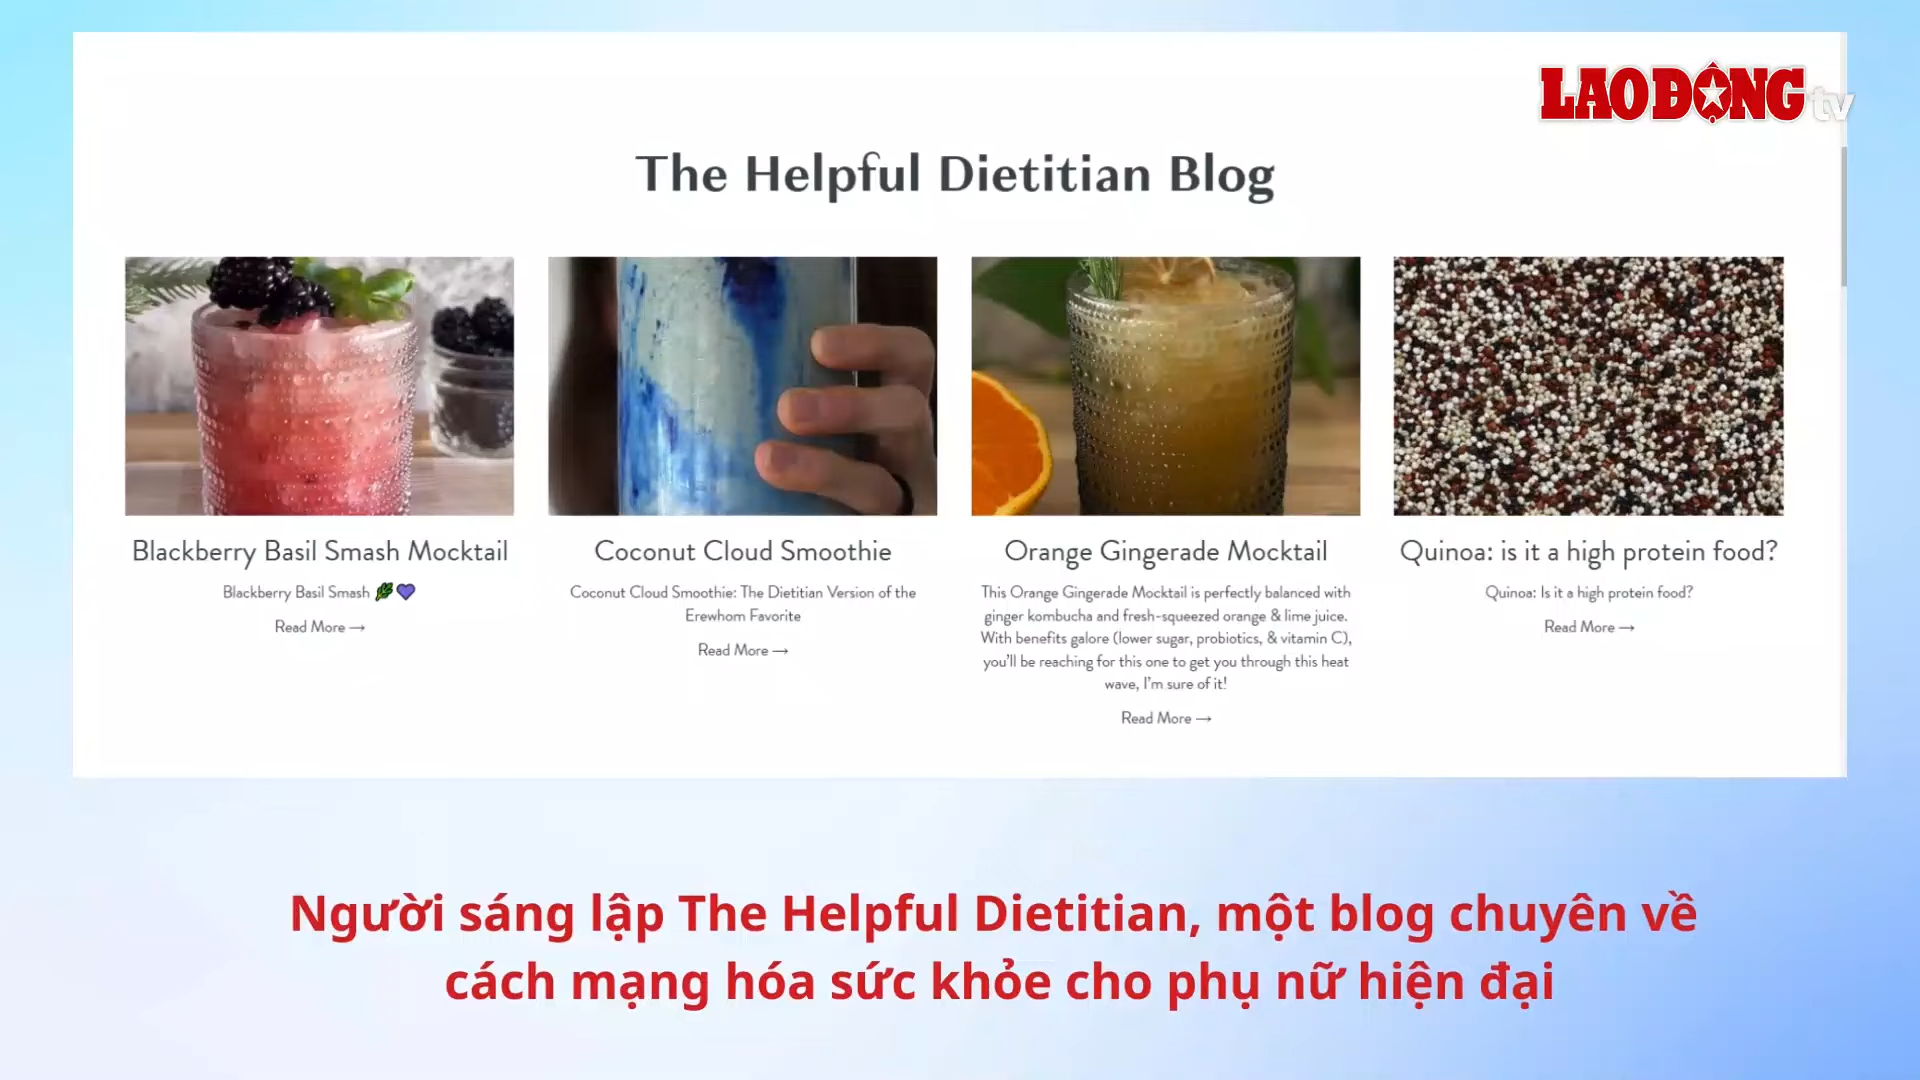 LAO ĐỘNG tv
The Helpful Dietitian Blog
Blackberry Basil Smash Mocktail
Blackberry Basil Smash 🌿💜
Read More →
Coconut Cloud Smoothie
Coconut Cloud Smoothie: The Dietitian Version of the
Erewhom Favorite
Read More →
Orange Gingerade Mocktail
This Orange Gingerade Mocktail is perfectly balanced with
ginger kombucha and fresh-squeezed orange & lime juice.
With benefits galore (lower sugar, probiotics, & vitamin C),
you'll be reaching for this one to get you through this heat
wave, I'm sure of it!
Read More →
Quinoa: is it a high protein food?
Quinoa: Is it a high protein food?
Read More →
Người sáng lập The Helpful Dietitian, một blog chuyên về
cách mạng hóa sức khỏe cho phụ nữ hiện đại